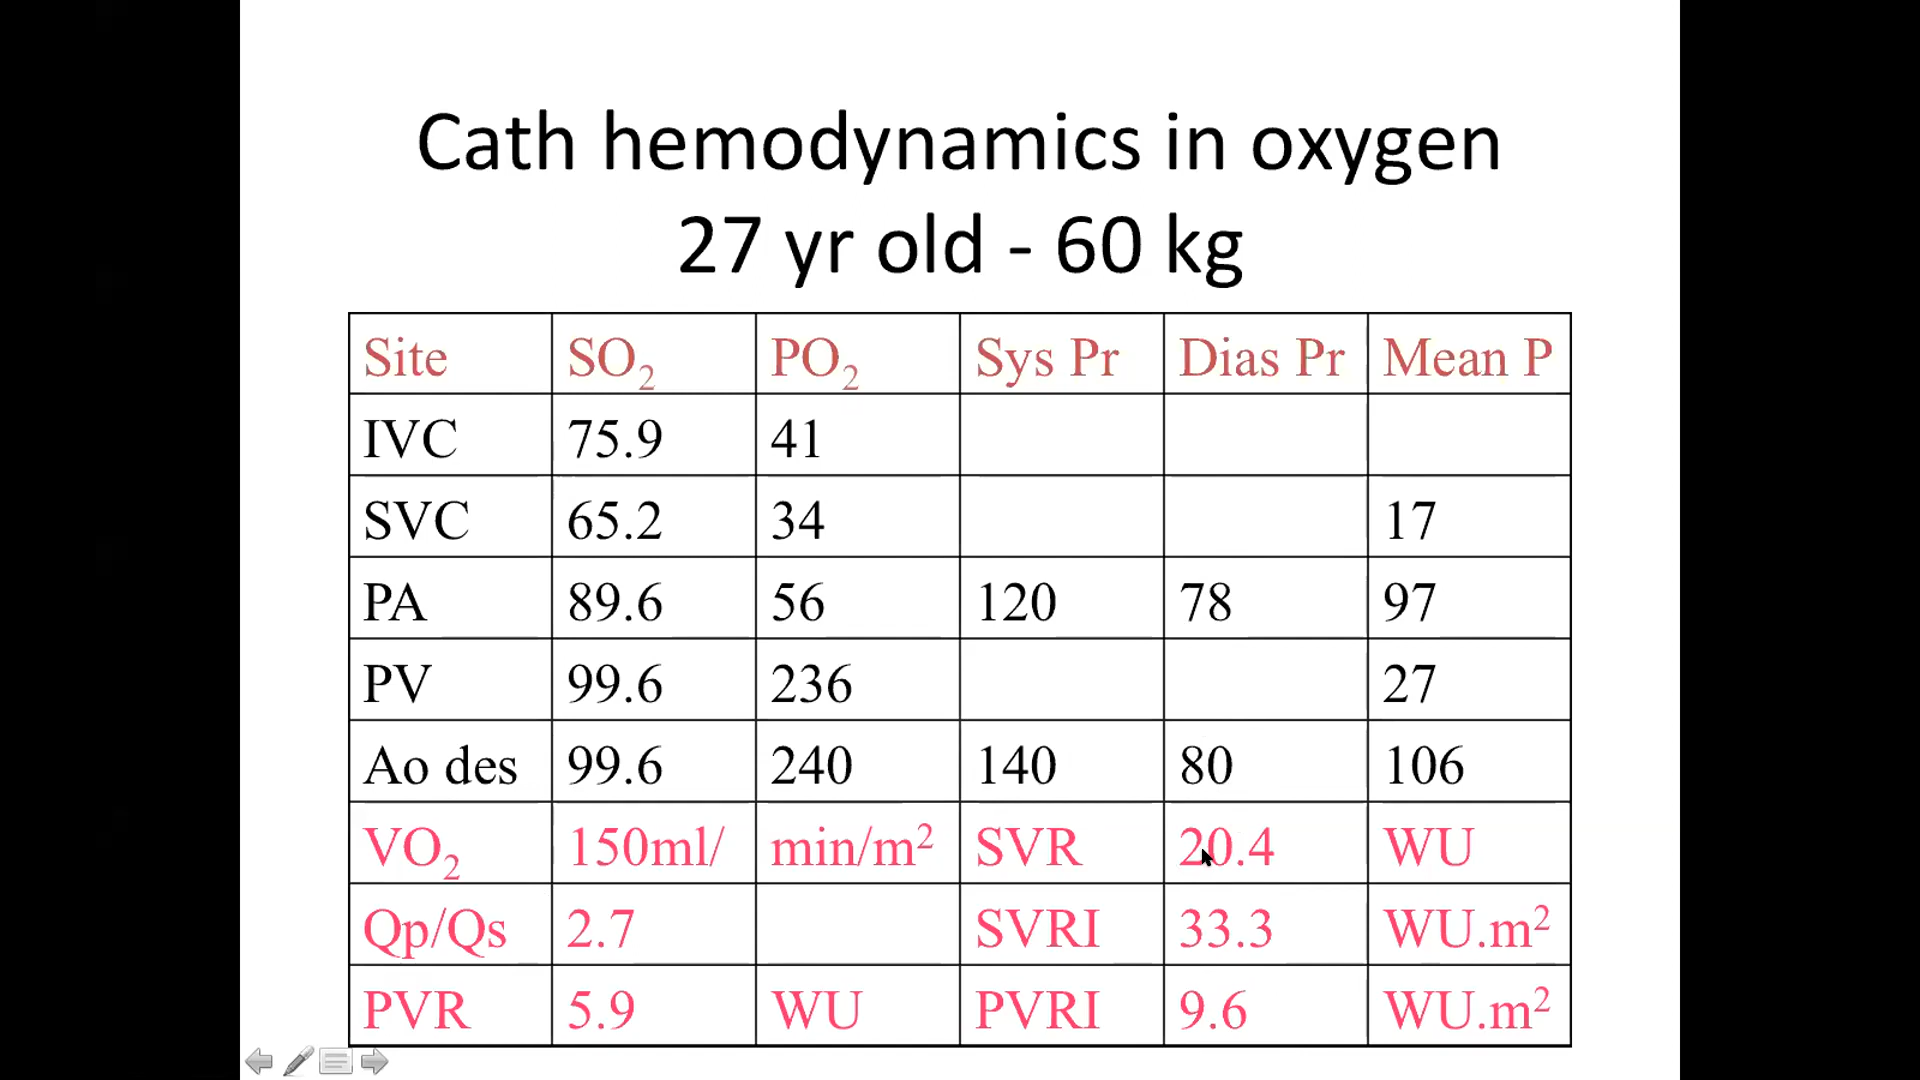 Cath hemodynamics in oxygen
27 yr old - 60 kg
Site SO₂ PO₂ Sys Pr Dias Pr Mean P
IVC 75.9 41
SVC 65.2 34 17
PA 89.6 56 120 78 97
PV 99.6 236 27
Ao des 99.6 240 140 80 106
VO₂ 150ml/ min/m² SVR 20.4 WU
Qp/Qs 2.7 SVRI 33.3 WU.m²
PVR 5.9 WU PVRI 9.6 WU.m²